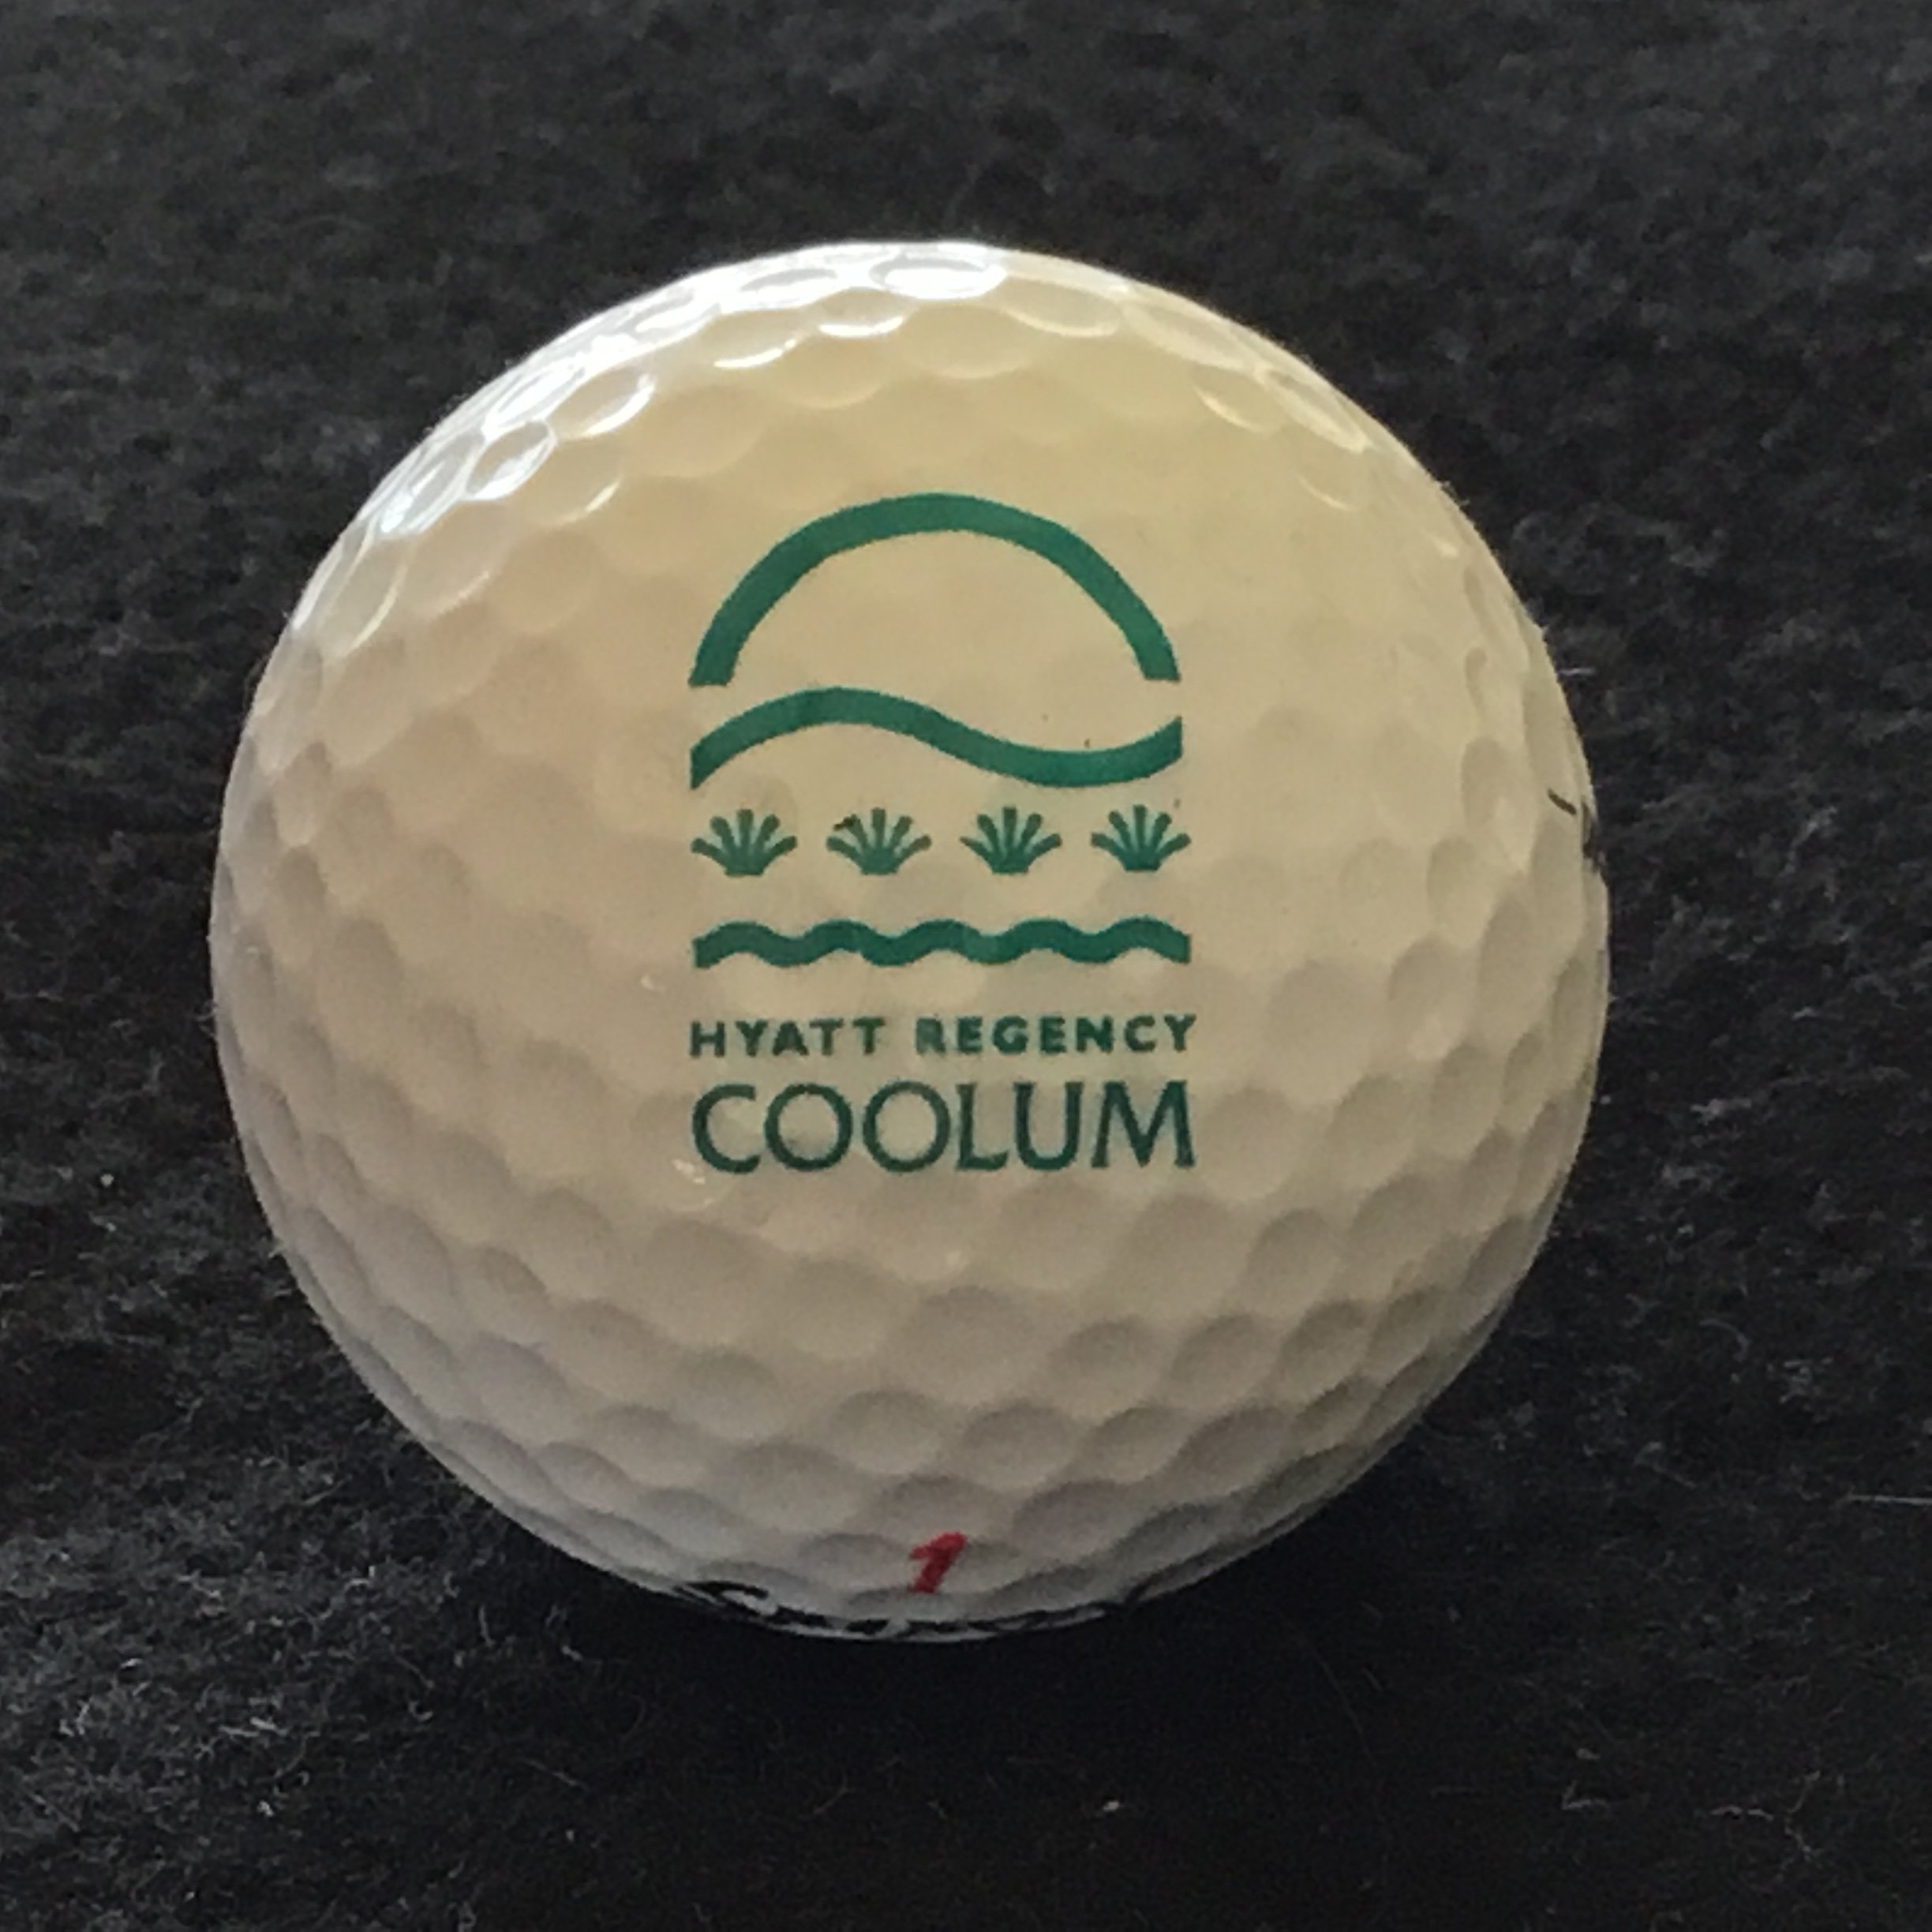 HYATT REGENCY
COOLUM
1